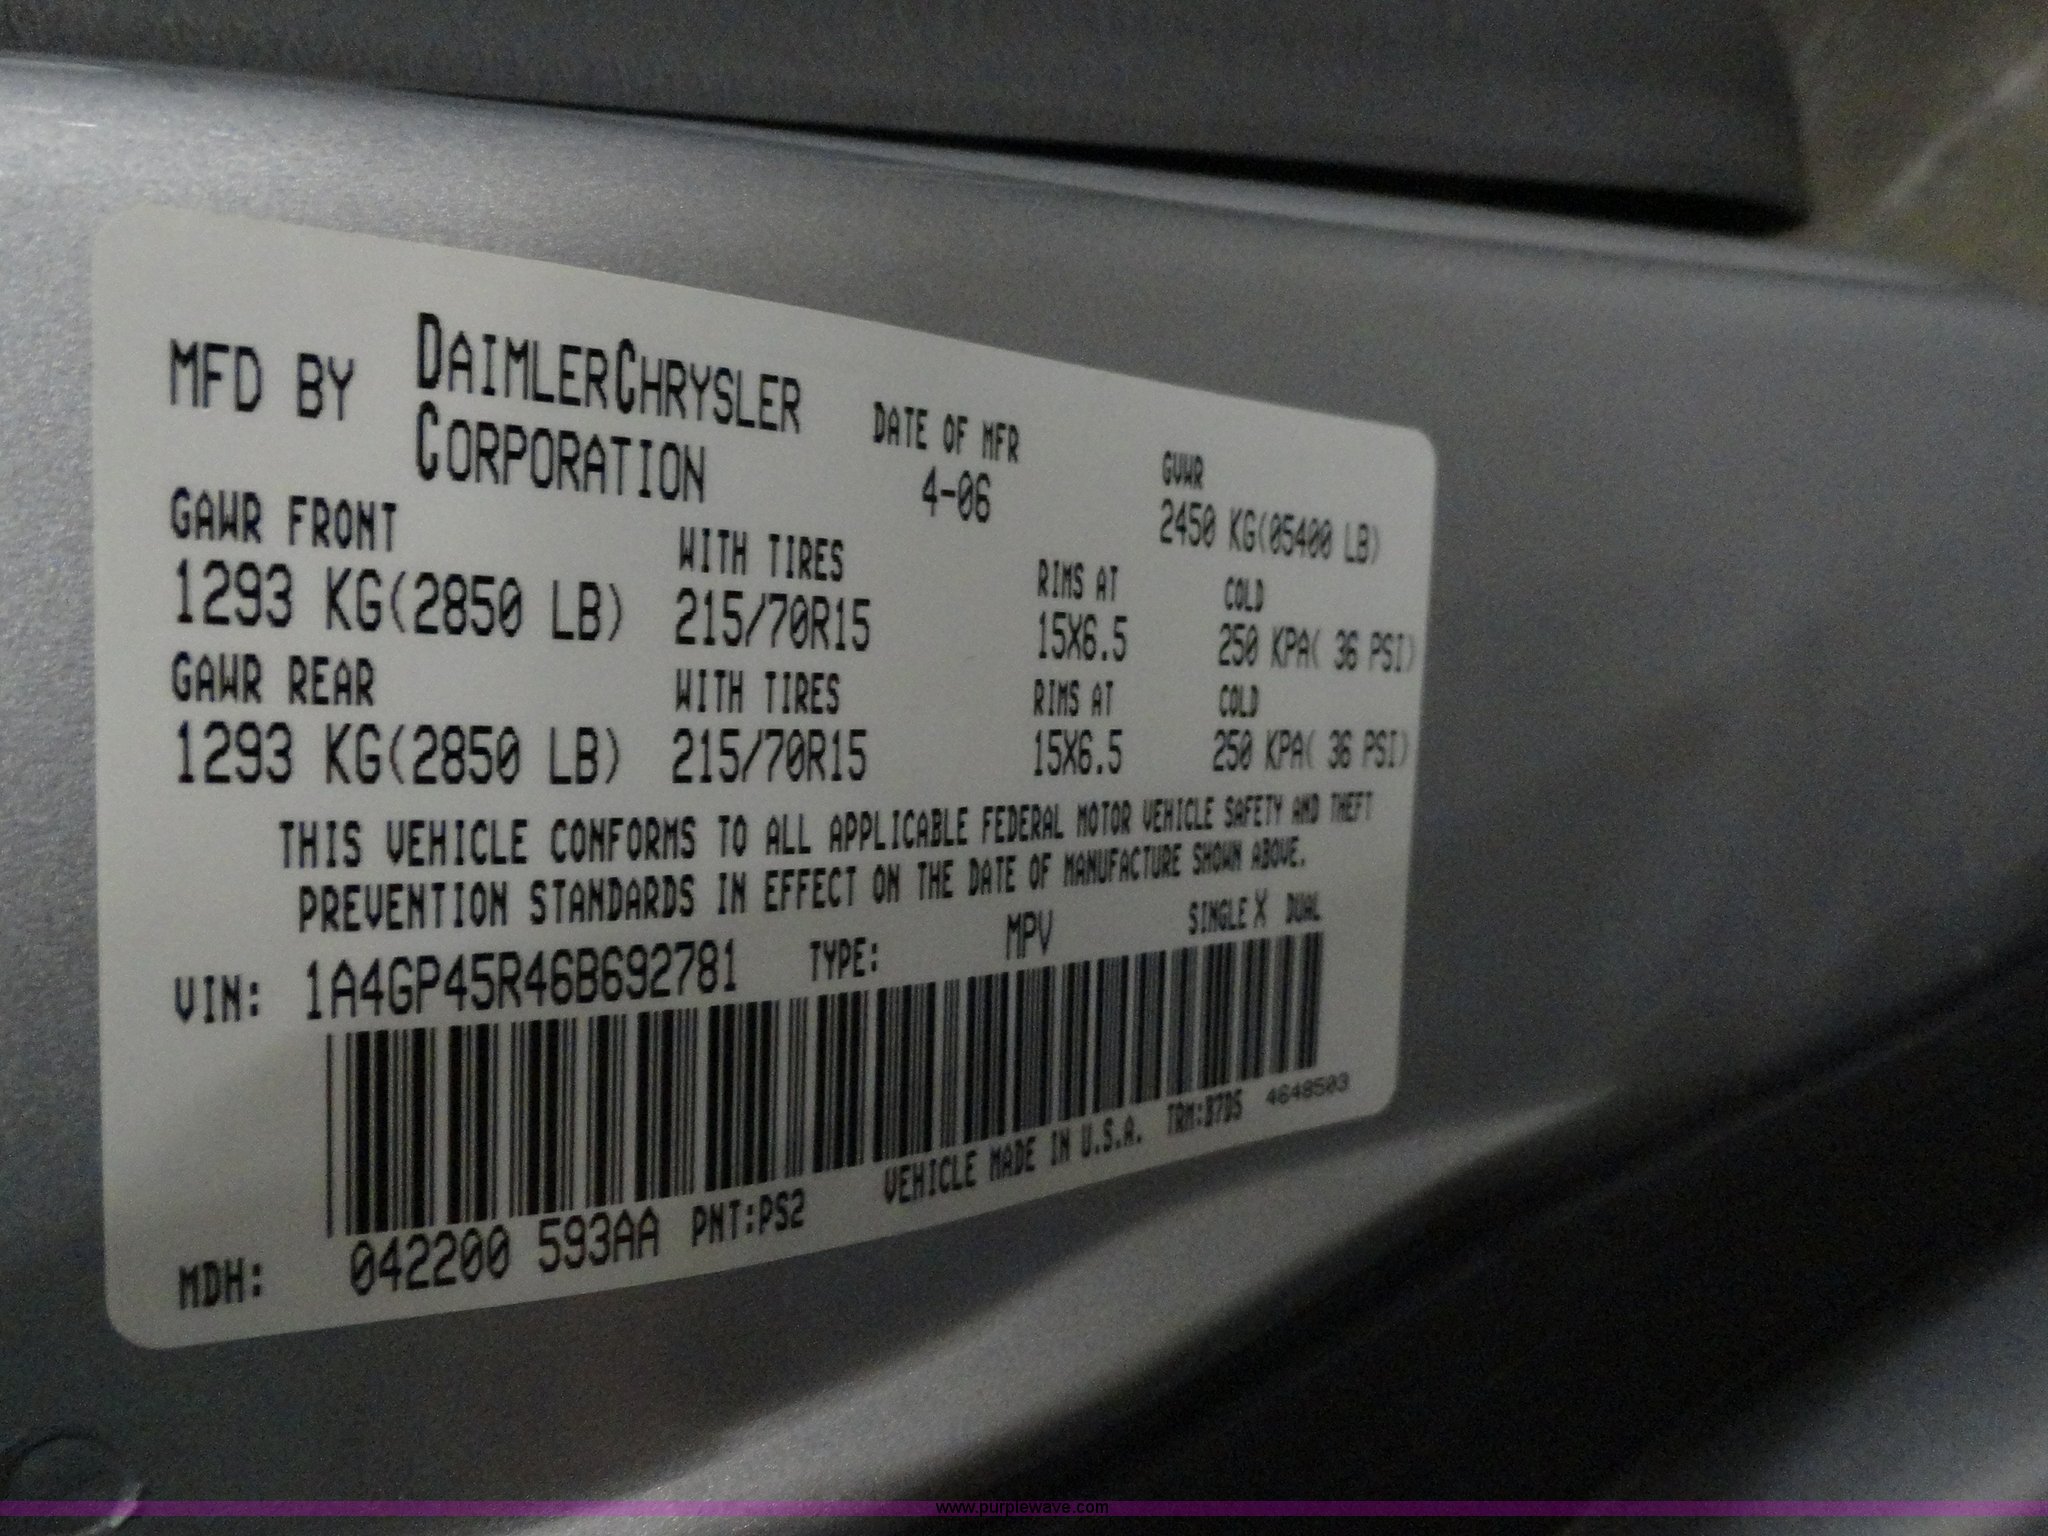 MFD BY DAIMLERCHRYSLER CORPORATION
DATE OF MFR
4-06
GVWR
2450 KG(05400 LB)
GAWR FRONT WITH TIRES RIMS AT COLD
1293 KG(2850 LB) 215/70R15 15X6.5 250 KPA( 36 PSI)
GAWR REAR WITH TIRES RIMS AT COLD
1293 KG(2850 LB) 215/70R15 15X6.5 250 KPA( 36 PSI)
THIS VEHICLE CONFORMS TO ALL APPLICABLE FEDERAL MOTOR VEHICLE SAFETY AND THEFT
PREVENTION STANDARDS IN EFFECT ON THE DATE OF MANUFACTURE SHOWN ABOVE.
VIN: 1A4GP45R46B692781 TYPE: MPV SINGLE X DUAL
MDH: 042200 593AA PNT:PS2 VEHICLE MADE IN U.S.A. TRM:B7D5 4648503
www.purplewave.com